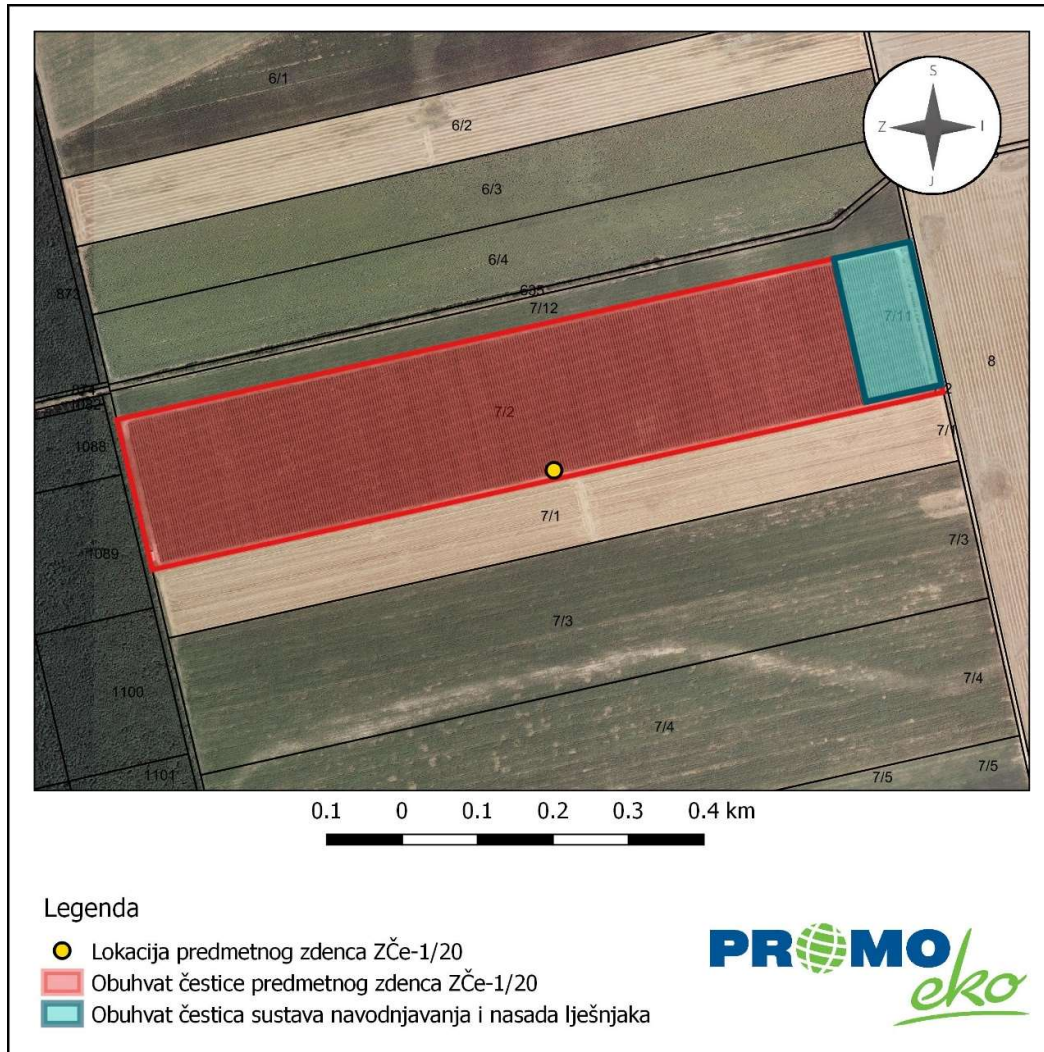 S
Z
I
J
6/1
6/2
6/3
6/4
873
685
7/12
7/11
8
7/2
1088
7/1
7/1
1089
7/3
7/3
1100
7/4
7/4
1101
7/5
7/5
0.1 0 0.1 0.2 0.3 0.4 km
Legenda
Lokacija predmetnog zdenca ZČe-1/20
Obuhvat čestice predmetnog zdenca ZČe-1/20
Obuhvat čestica sustava navodnjavanja i nasada lješnjaka
PROMO
eko